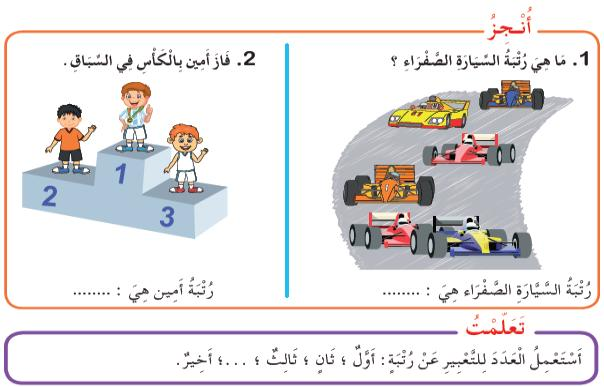 أُنْجِزُ
1. مَا هِيَ رُتْبَةُ السَّيَارَةِ الصَّفْرَاءِ ؟
61
رُتْبَةُ السَّيَّارَةِ الصَّفْرَاء هِيَ : ........
2. فَازَ أَمِين بِالْكَأْسِ فِي السِّبَاقِ.
1
2
3
رُتْبَةُ أَمِين هِيَ : ........
تَعَلَّمْتُ
أَسْتَعْمِلُ الْعَدَدَ لِلتَّعْبِيرِ عَنْ رُتْبَةٍ: أَوَّلٌ ؛ ثَانٍ ؛ ثَالِثٌ ؛ ...؛ أَخِيرٌ.